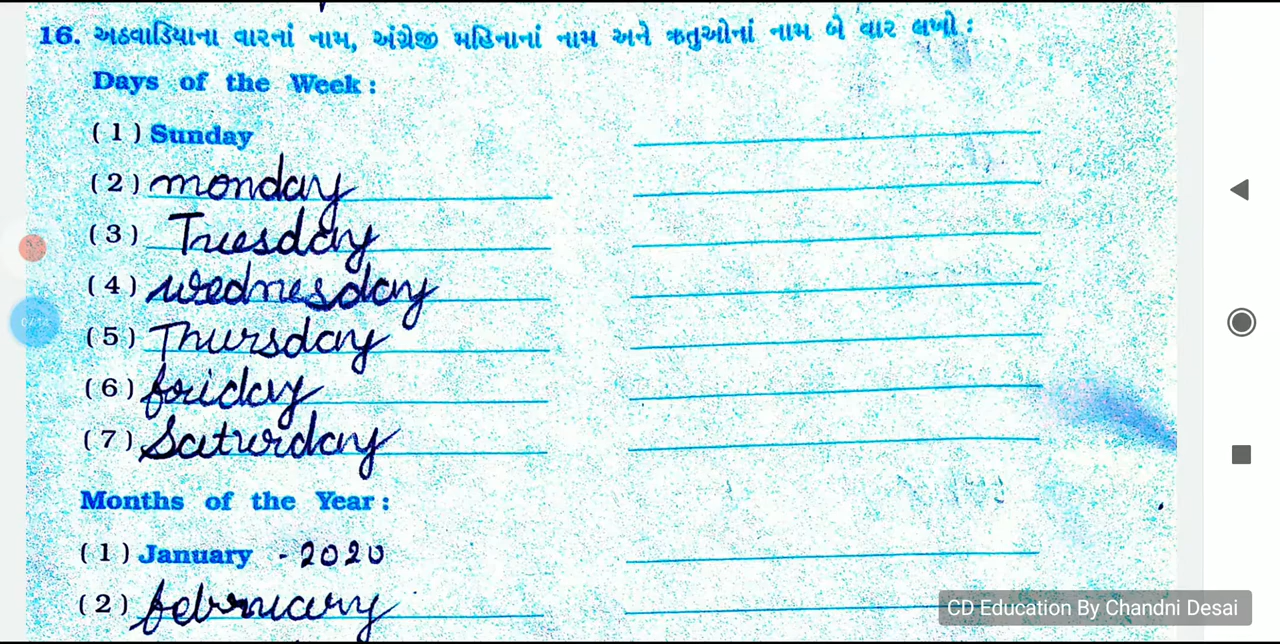 16. અઠવાડિયાના વારનાં નામ, અંગ્રેજી મહિનાનાં નામ અને ઋતુઓનાં નામ બે વાર લખો :
Days of the Week :
( 1 ) Sunday
( 2 ) monday
( 3 ) Tuesday
( 4 ) wednesday
( 5 ) Thursday
( 6 ) friday
( 7 ) Saturday
Months of the Year :
( 1 ) January - 2020
( 2 ) february
CD Education By Chandni Desai